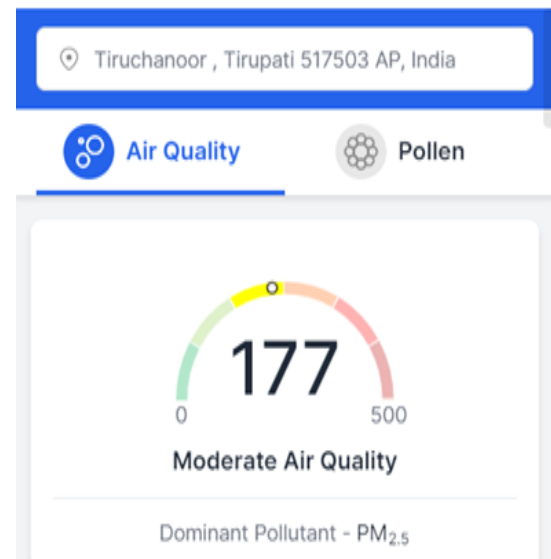 Tiruchanoor , Tirupati 517503 AP, India
Air Quality
Pollen
177
0
500
Moderate Air Quality
Dominant Pollutant - PM₂.₅